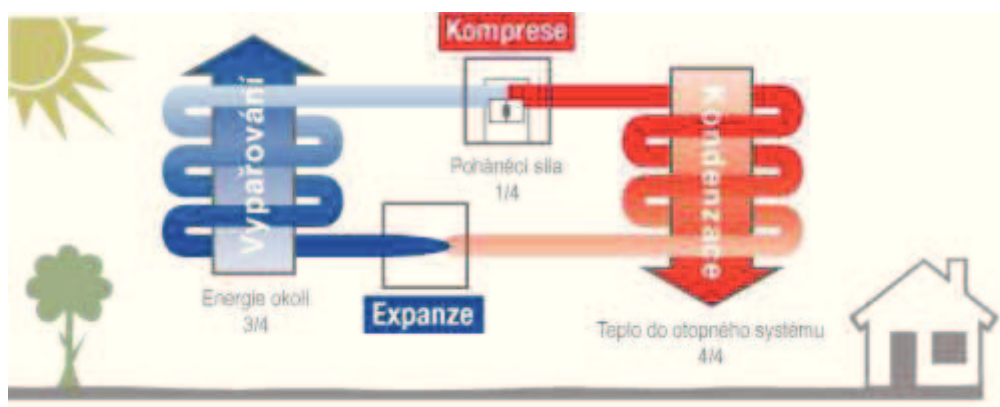 Komprese
Vypařování
Kondenzace
Poháněcí síla
1/4
Energie okolí
3/4
Expanze
Teplo do otopného systému
4/4